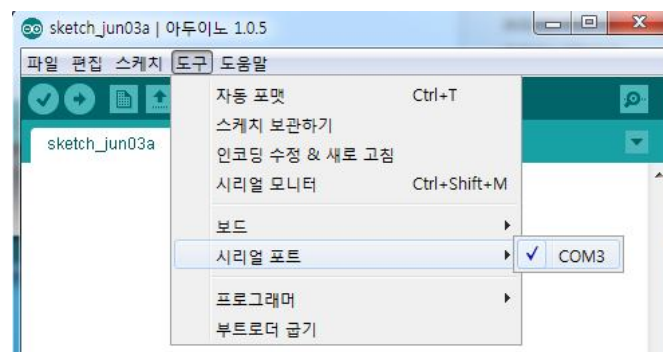 sketch_jun03a | 아두이노 1.0.5
파일 편집 스케치 도구 도움말
sketch_jun03a
자동 포맷 Ctrl+T
스케치 보관하기
인코딩 수정 & 새로 고침
시리얼 모니터 Ctrl+Shift+M
보드
시리얼 포트
COM3
프로그래머
부트로더 굽기